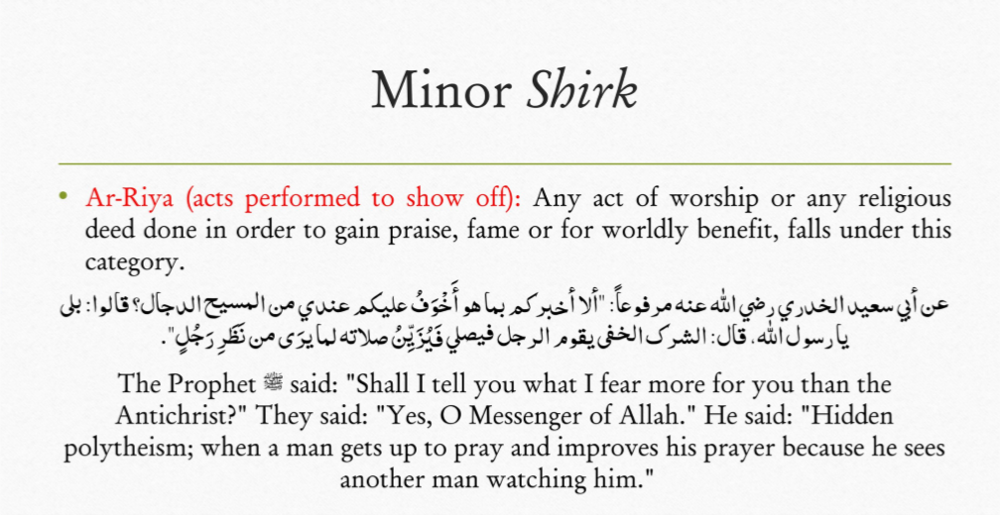 Minor Shirk
• Ar-Riya (acts performed to show off): Any act of worship or any religious
deed done in order to gain praise, fame or for worldly benefit, falls under this
category.
عن أبي سعيد الخدري رضي الله عنه مرفوعاً: "ألا أخبركم بما هو أَخْوَفُ عليكم عندي من المسيح الدجال؟ قالوا: بلى
يا رسول الله، قال: الشرك الخفي يقوم الرجل فيصلي فَيُزَيِّنُ صلاته لما يَرَى من نَظَرِ رَجُلٍ".
The Prophet ﷺ said: "Shall I tell you what I fear more for you than the
Antichrist?" They said: "Yes, O Messenger of Allah." He said: "Hidden
polytheism; when a man gets up to pray and improves his prayer because he sees
another man watching him."